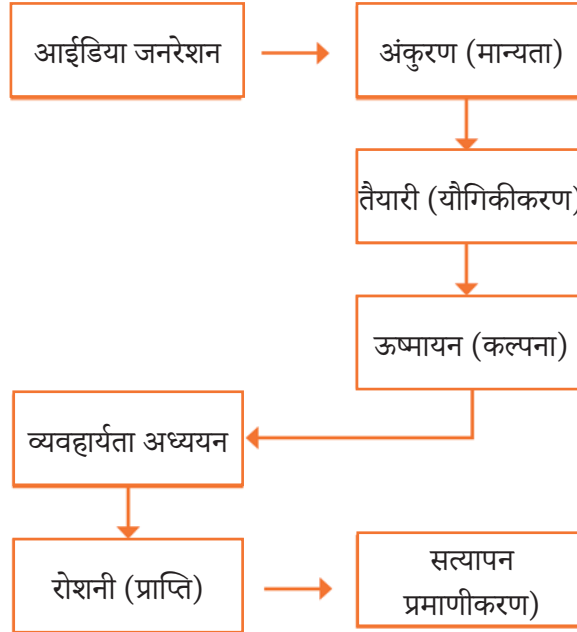 आईडिया जनरेशन
अंकुरण (मान्यता)
तैयारी (यौगिकीकरण)
ऊष्मायन (कल्पना)
व्यवहार्यता अध्ययन
रोशनी (प्राप्ति)
सत्यापन
प्रमाणीकरण)